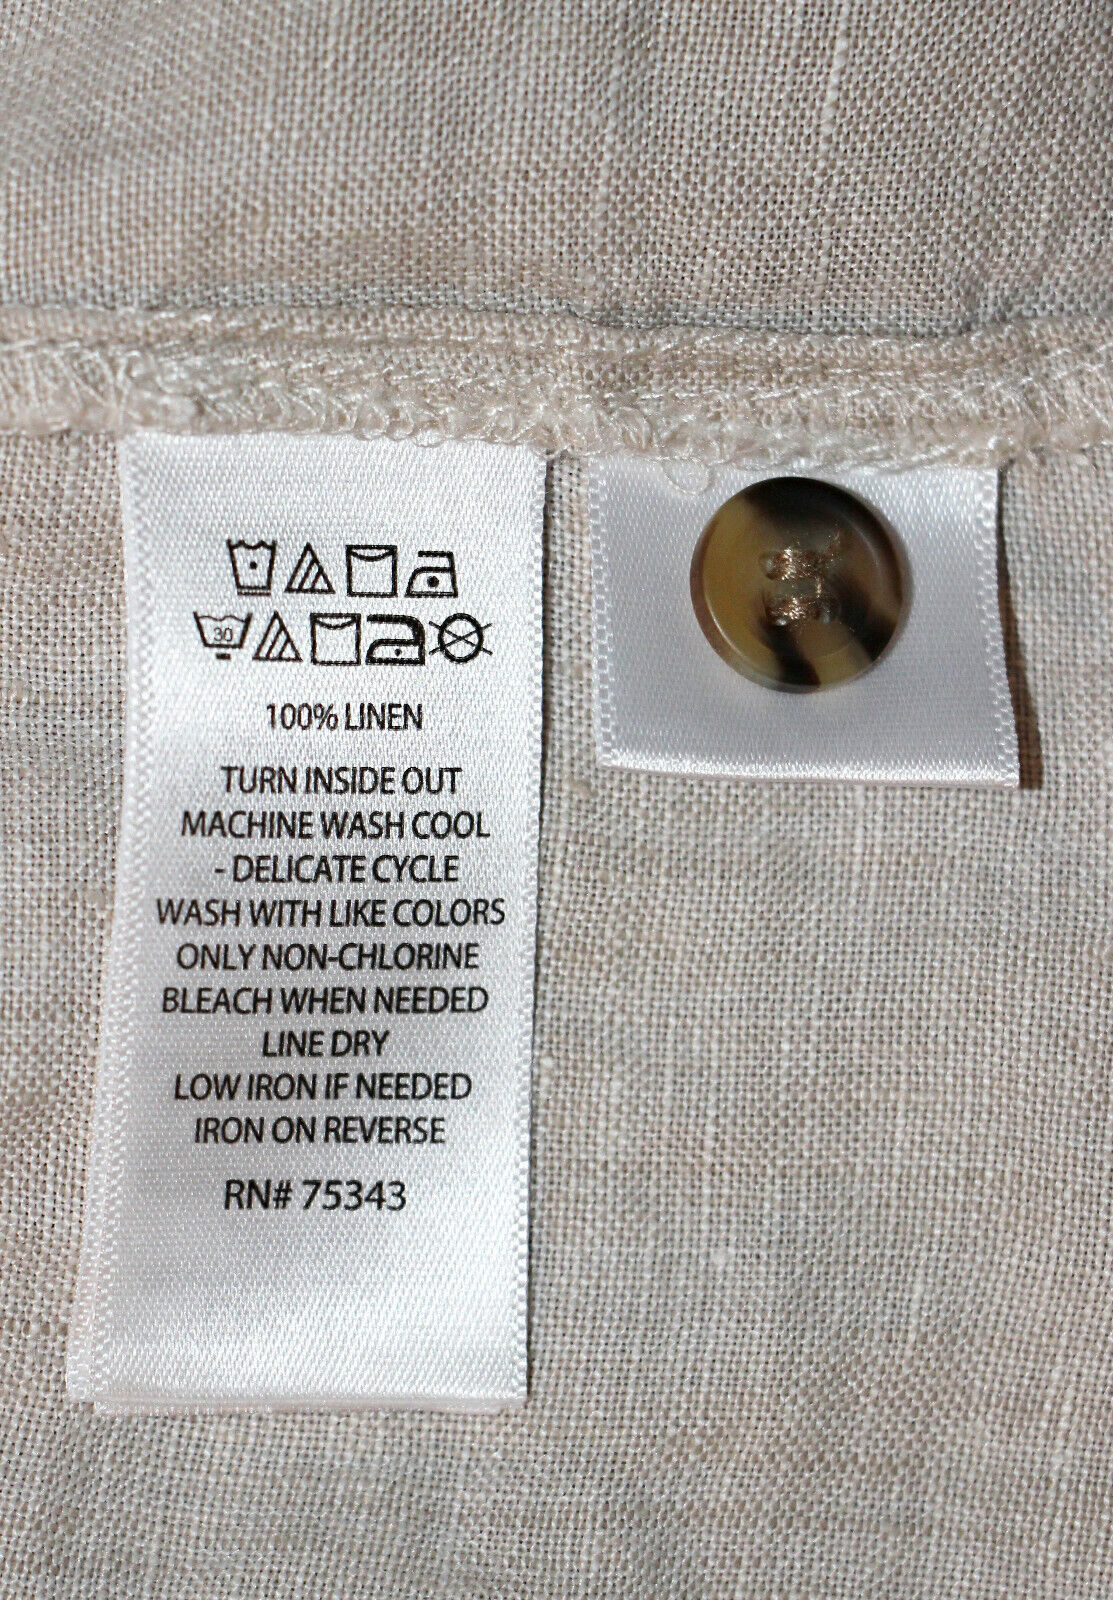 30
100% LINEN
TURN INSIDE OUT
MACHINE WASH COOL
- DELICATE CYCLE
WASH WITH LIKE COLORS
ONLY NON-CHLORINE
BLEACH WHEN NEEDED
LINE DRY
LOW IRON IF NEEDED
IRON ON REVERSE
RN# 75343